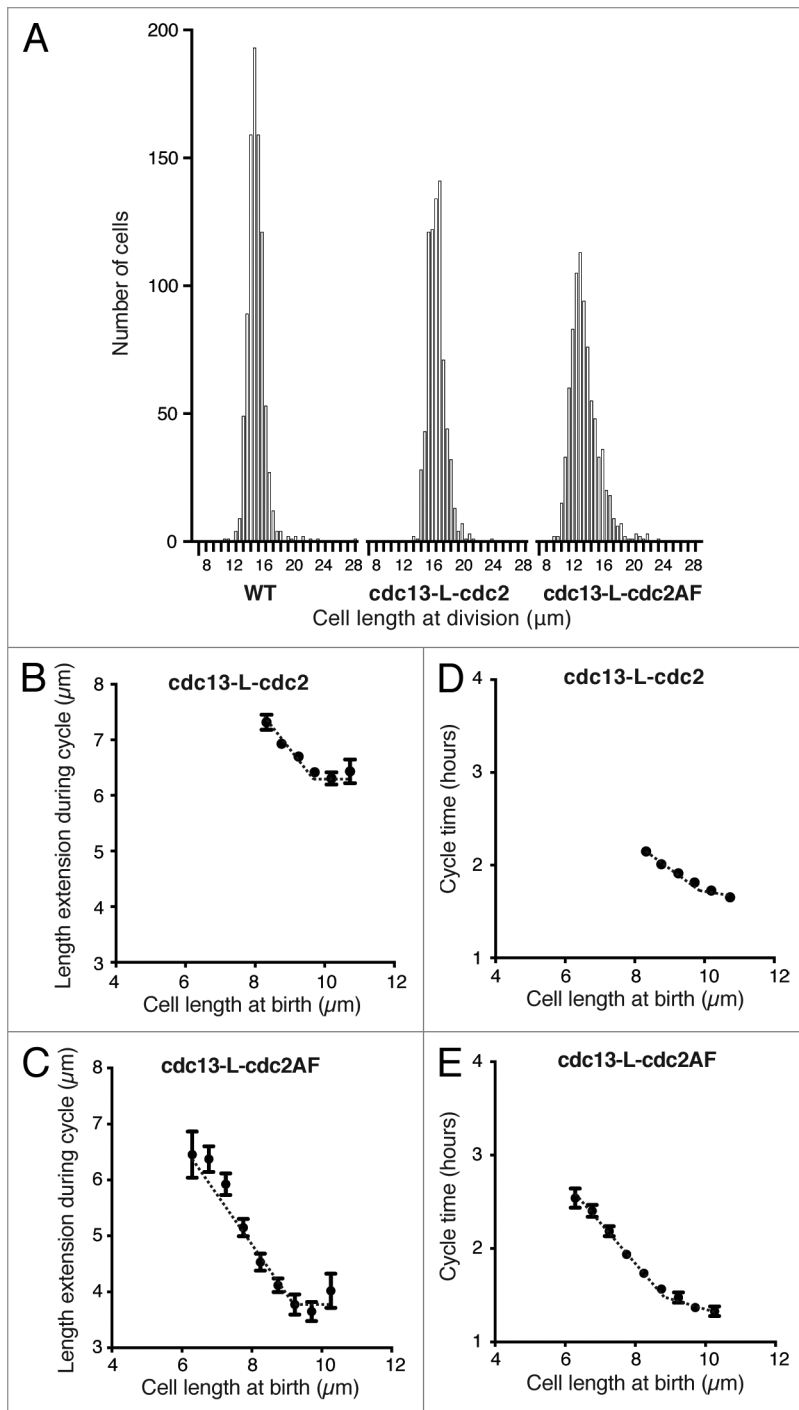 A
200
150
100
50
0
Number of cells
8 12 16 20 24 28 8 12 16 20 24 28 8 12 16 20 24 28
WT cdc13-L-cdc2 cdc13-L-cdc2AF
Cell length at division (µm)
B
cdc13-L-cdc2
8
7
6
5
4
3
Length extension during cycle (µm)
4 6 8 10 12
Cell length at birth (µm)
D
cdc13-L-cdc2
4
3
2
1
Cycle time (hours)
4 6 8 10 12
Cell length at birth (µm)
C
cdc13-L-cdc2AF
8
7
6
5
4
3
Length extension during cycle (µm)
4 6 8 10 12
Cell length at birth (µm)
E
cdc13-L-cdc2AF
4
3
2
1
Cycle time (hours)
4 6 8 10 12
Cell length at birth (µm)